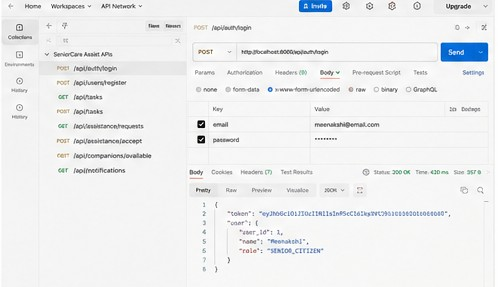 Home Workspaces API Network Invite Upgrade
Collections
Environments
History
History
New
SeniorCare Assist APIs
POST /api/auth/login
POST /api/users/register
GET /api/tasks
POST /api/tasks
GET /api/assistance/requests
POST /api/assistance/accept
GET /api/companions/available
GET /api/notifications
POST /api/auth/login
POST http://localhost:8000/api/auth/login Send
Params Authorization Headers (9) Body Pre-request Script Tests Settings
none form-data x-www-form-urlencoded raw binary GraphQL
Key Value
email meenakshi@email.com
password ••••••••
Body Cookies Headers (7) Test Results Status: 200 OK Time: 420 ms Size: 357 B
Pretty Raw Preview Visualize JSON
1 {
2 "token":
3 "user": {
4 "user_id": 1,
5 "name": "Meenakshi",
6 "role": "SENIOR_CITIZEN"
7 }
8 }